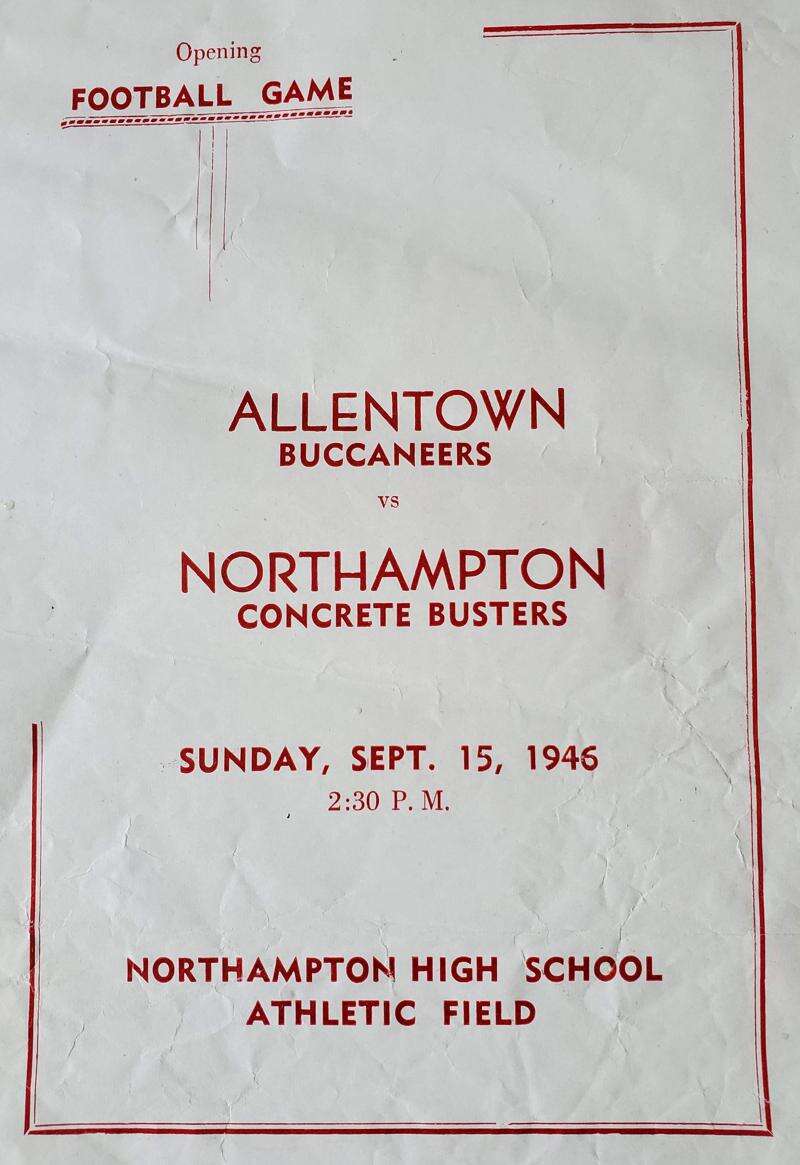 Opening
FOOTBALL GAME
ALLENTOWN
BUCCANEERS
vs
NORTHAMPTON
CONCRETE BUSTERS
SUNDAY, SEPT. 15, 1946
2:30 P. M.
NORTHAMPTON HIGH SCHOOL
ATHLETIC FIELD